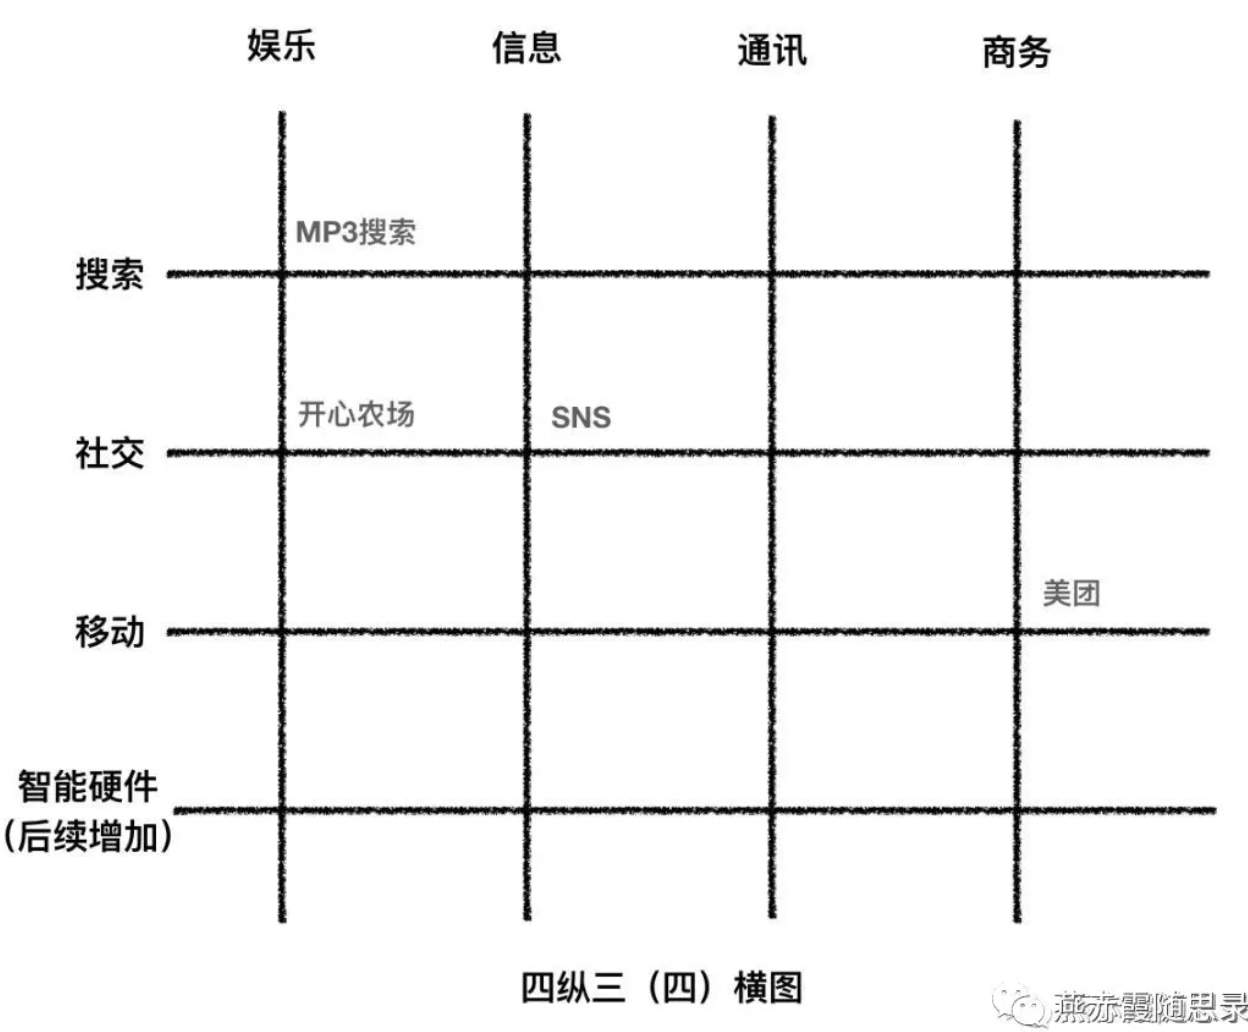 娱乐 信息 通讯 商务
MP3搜索
搜索
开心农场 SNS
社交
美团
移动
智能硬件
（后续增加）
四纵三（四）横图
燕赤霞随思录